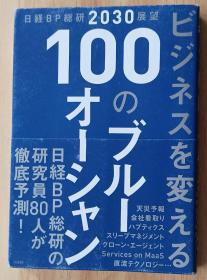 日経BP総研2030展望
ビジネスを変える
100の
ブルー
オーシャン
日経BP総研の
研究員80人が
徹底予測！
天災予報
会社看取り
ハプティクス
スリープマネジメント
クローン・エージェント
Services on MaaS
直流テクノロジー……